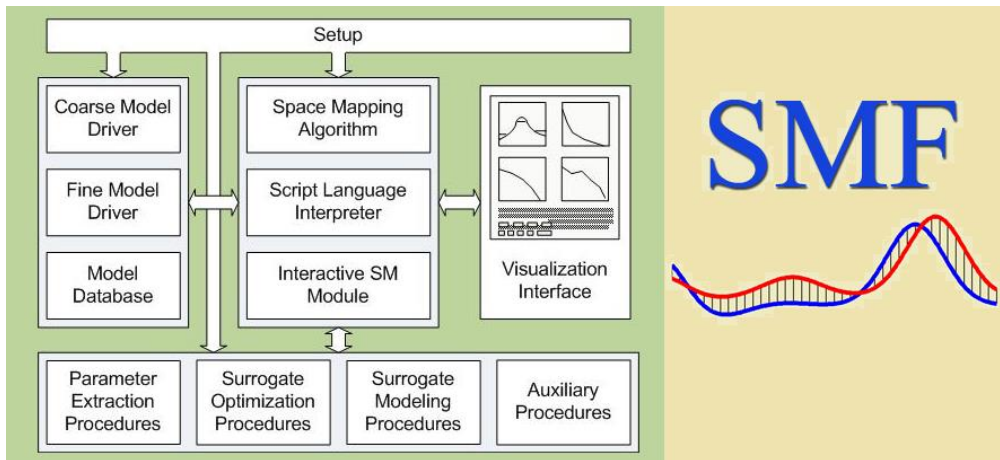 Setup
Coarse Model
Driver
Fine Model
Driver
Model
Database
Space Mapping
Algorithm
Script Language
Interpreter
Interactive SM
Module
Visualization
Interface
Parameter
Extraction
Procedures
Surrogate
Optimization
Procedures
Surrogate
Modeling
Procedures
Auxiliary
Procedures
SMF